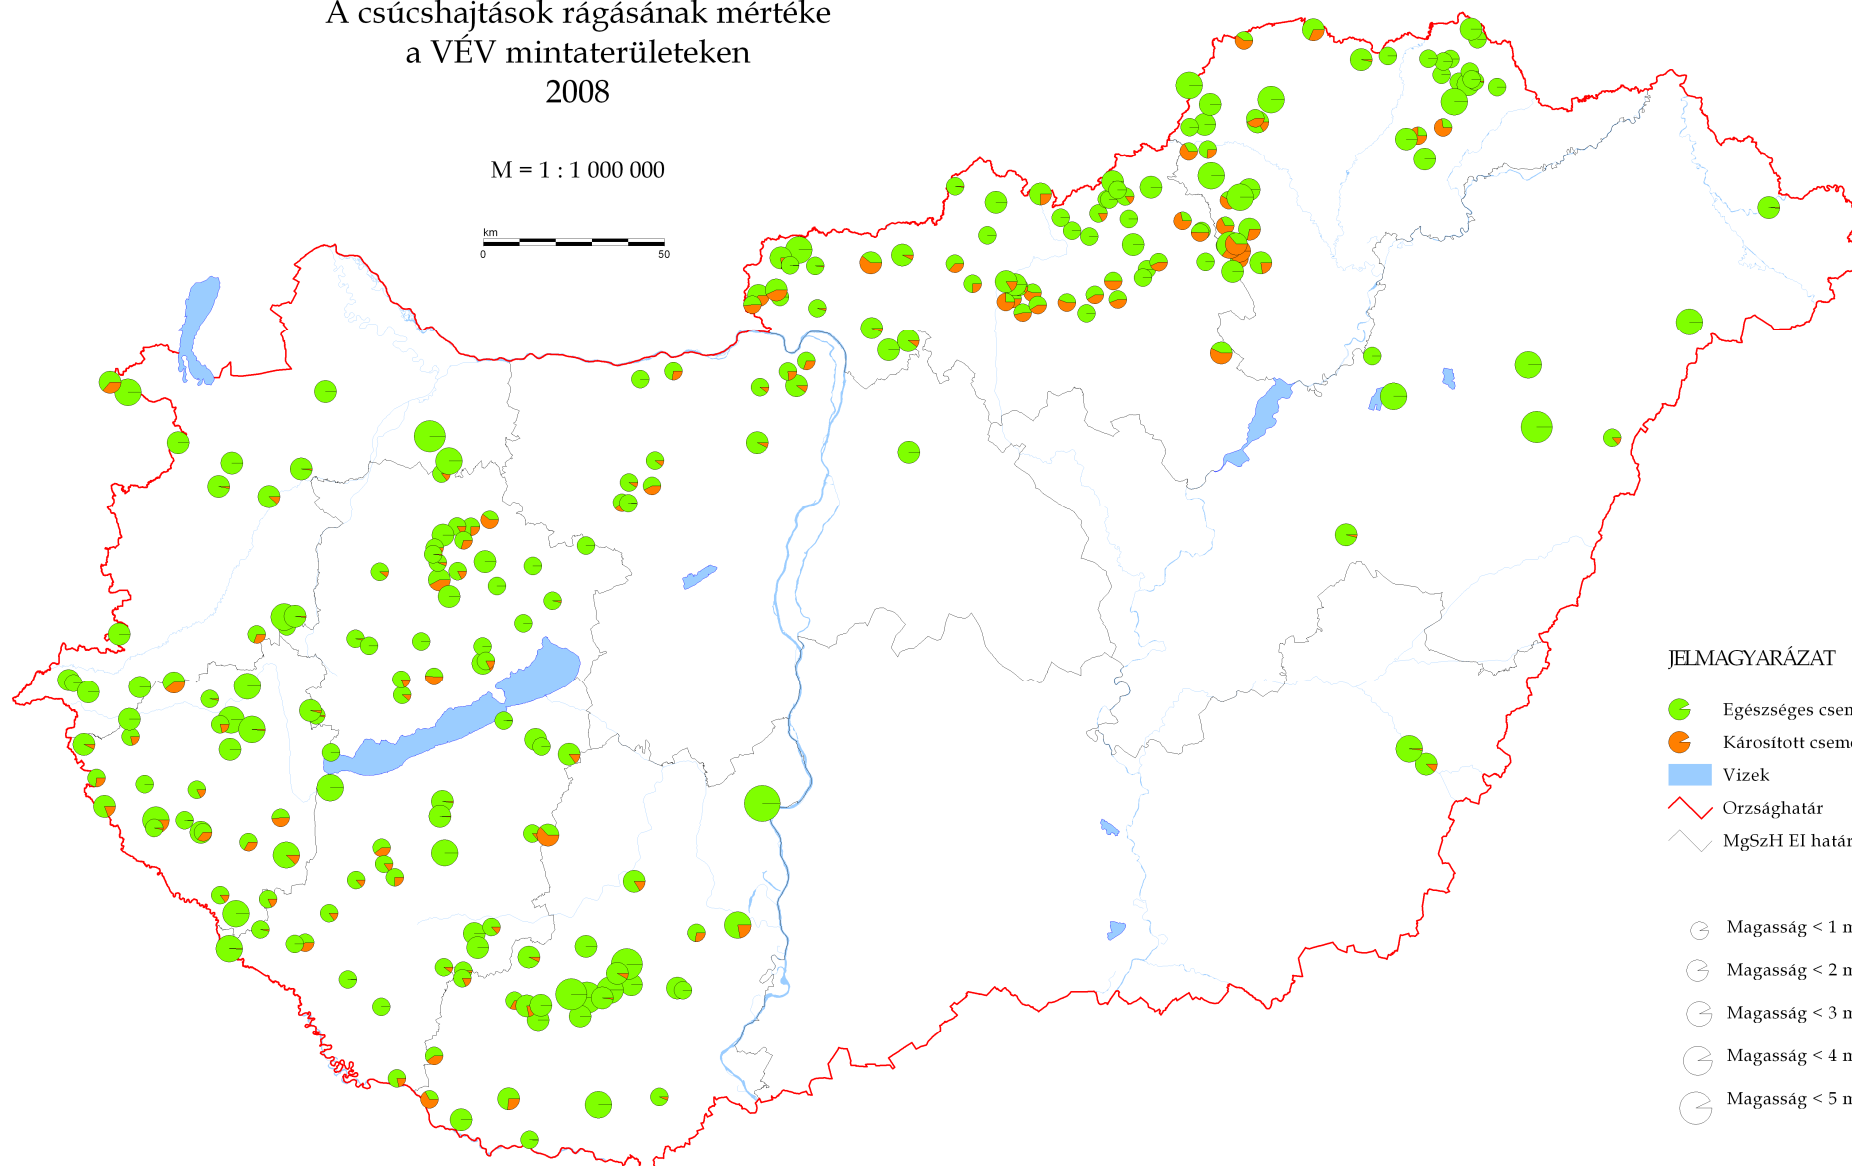 A csúcshajtások rágásának mértéke
a VÉV mintaterületeken
2008
M = 1 : 1 000 000
km
0 50
JELMAGYARÁZAT
Egészséges csem
Károsított csem
Vizek
Orzsághatár
MgSzH EI határ
Magasság < 1 m
Magasság < 2 m
Magasság < 3 m
Magasság < 4 m
Magasság < 5 m